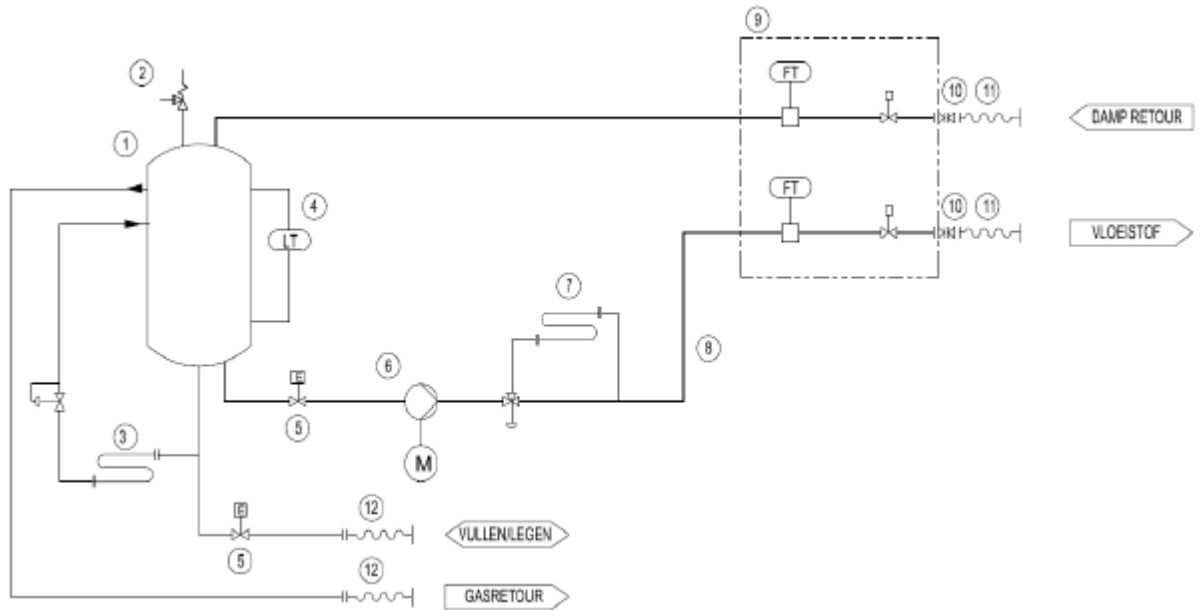 9
2
FT
10
11
DAMP RETOUR
1
4
FT
10
11
VLOEISTOF
LT
7
6
8
E
5
3
M
E
12
VULLEN/LEGEN
5
12
GASRETOUR